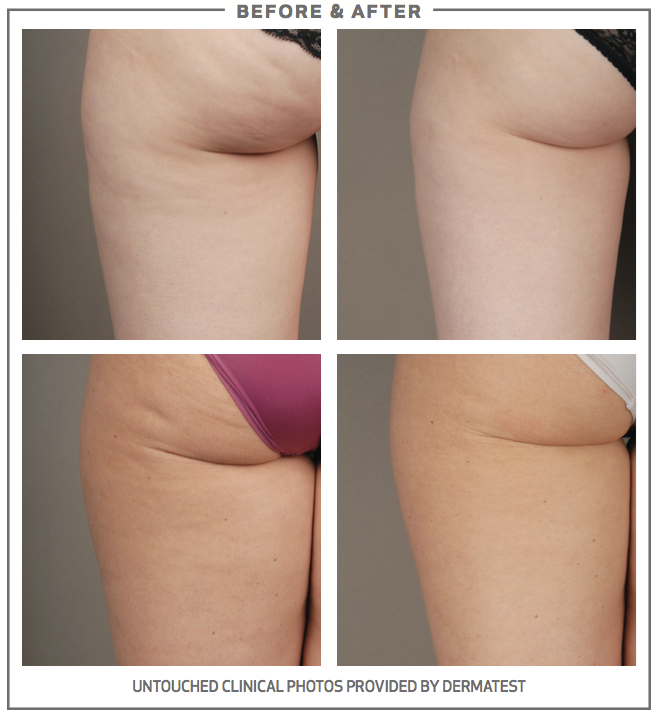 BEFORE & AFTER
UNTOUCHED CLINICAL PHOTOS PROVIDED BY DERMATEST